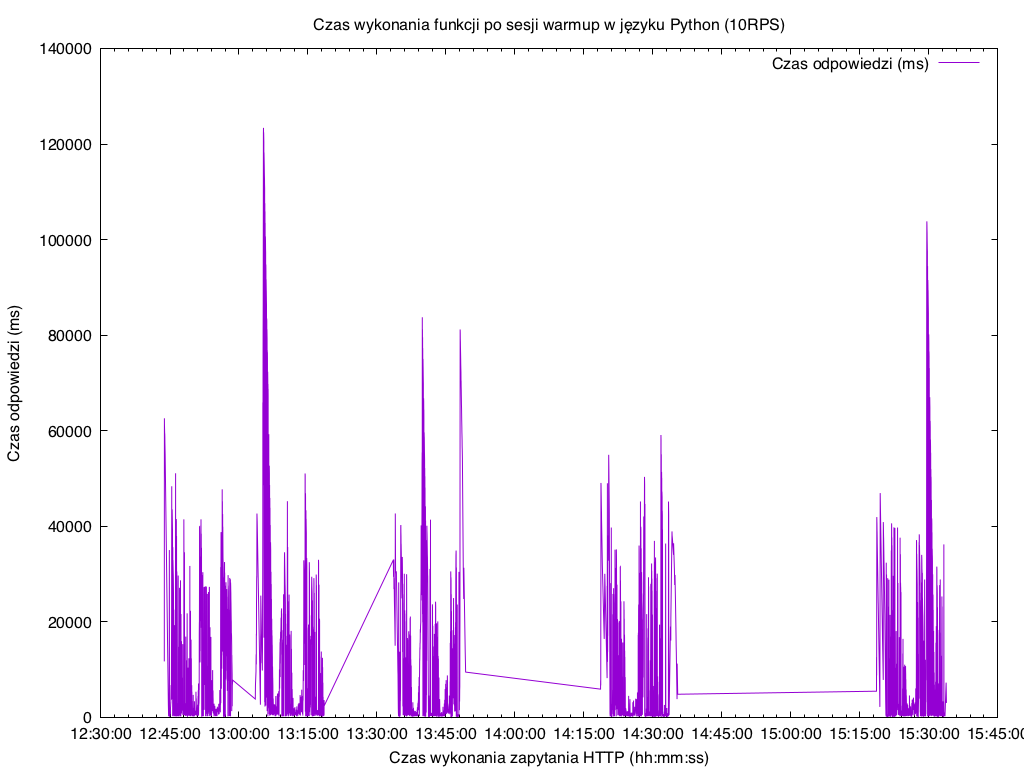 Czas wykonania funkcji po sesji warmup w języku Python (10RPS)
140000
Czas odpowiedzi (ms)
120000
100000
80000
60000
40000
20000
0
Czas odpowiedzi (ms)
12:30:00 12:45:00 13:00:00 13:15:00 13:30:00 13:45:00 14:00:00 14:15:00 14:30:00 14:45:00 15:00:00 15:15:00 15:30:00 15:45:00
Czas wykonania zapytania HTTP (hh:mm:ss)